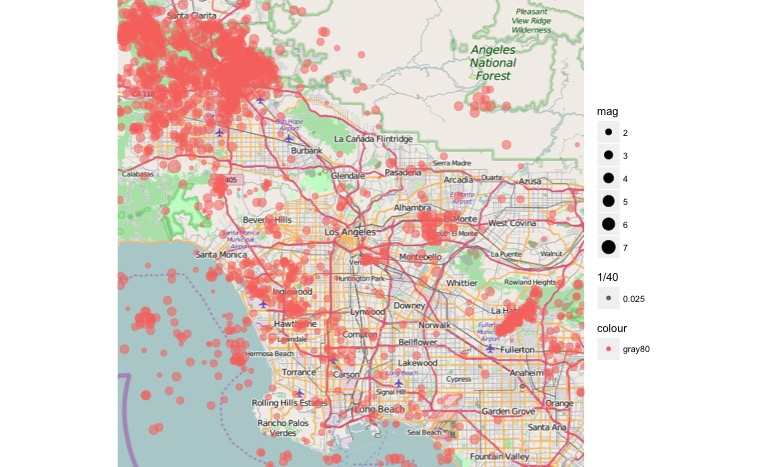 Santa Clarita
Pleasant
View Ridge
Wilderness
Angeles
National
Forest
mag
2
3
4
5
6
7
1/40
0.025
colour
gray80
Bob Hope
Airport
Burbank
La Cañada Flintridge
Sierra Madre
Calabasas
405
Glendale
Pasadena
Arcadia
Duarte
Azusa
El Monte
Airport
Alhambra
Beverly Hills
Monte
West Covina
Santa Monica
Municipal
Airport
Los Angeles
South El Monte
Santa Monica
Montebello
La Puente
Walnut
Huntington Park
Whittier
Rowland Heights
Inglewood
Downey
Lynwood
La Ha
Hawthorne
Norwalk
Fullerton
Municipal
Airport
Lawndale
Compton
Bellflower
Hermosa Beach
Fullerton
Lakewood
Torrance
Carson
Long Beach
Cypress
Anaheim
Signal Hill
Rolling Hills Estates
Long Beach
Garden Grove
Orange
Rancho Palos
Verdes
Seal Beach
Santa Ana
Fountain Valley